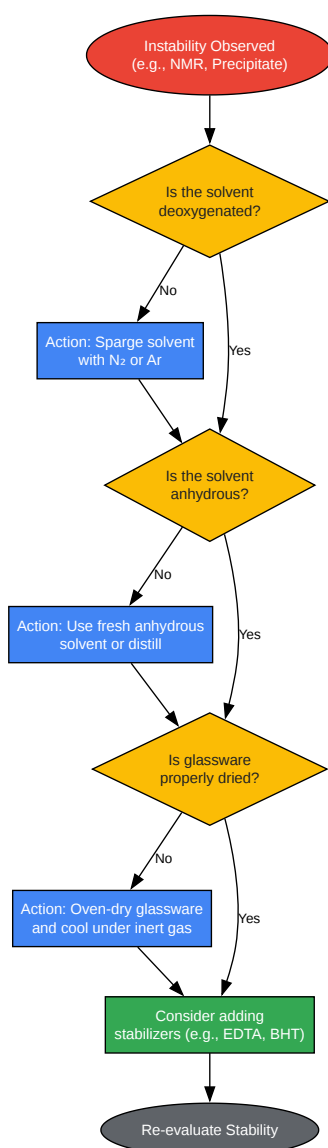 Instability Observed
(e.g., NMR, Precipitate)
Is the solvent
deoxygenated?
No
Action: Sparge solvent
with N₂ or Ar
Yes
Is the solvent
anhydrous?
No
Action: Use fresh anhydrous
solvent or distill
Yes
Is glassware
properly dried?
No
Action: Oven-dry glassware
and cool under inert gas
Yes
Consider adding
stabilizers (e.g., EDTA, BHT)
Re-evaluate Stability